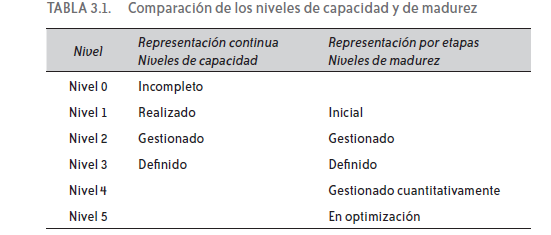 TABLA 3.1. Comparación de los niveles de capacidad y de madurez
Nivel Representación continua Niveles de capacidad Representación por etapas Niveles de madurez
Nivel 0 Incompleto
Nivel 1 Realizado Inicial
Nivel 2 Gestionado Gestionado
Nivel 3 Definido Definido
Nivel 4 Gestionado cuantitativamente
Nivel 5 En optimización